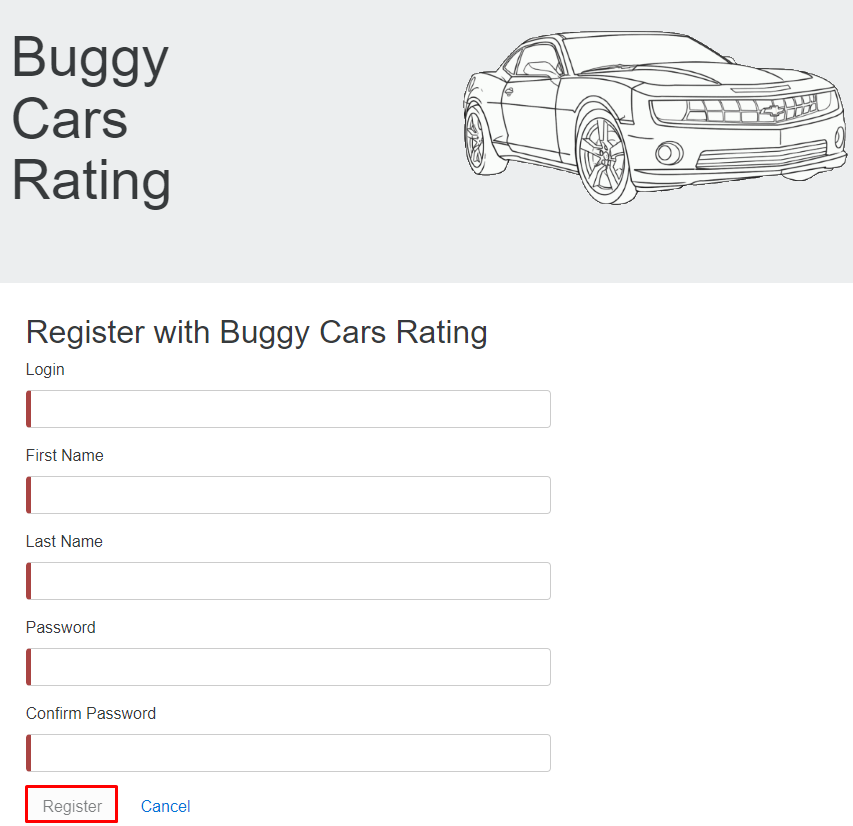 Buggy
Cars
Rating
Register with Buggy Cars Rating
Login
First Name
Last Name
Password
Confirm Password
Register Cancel